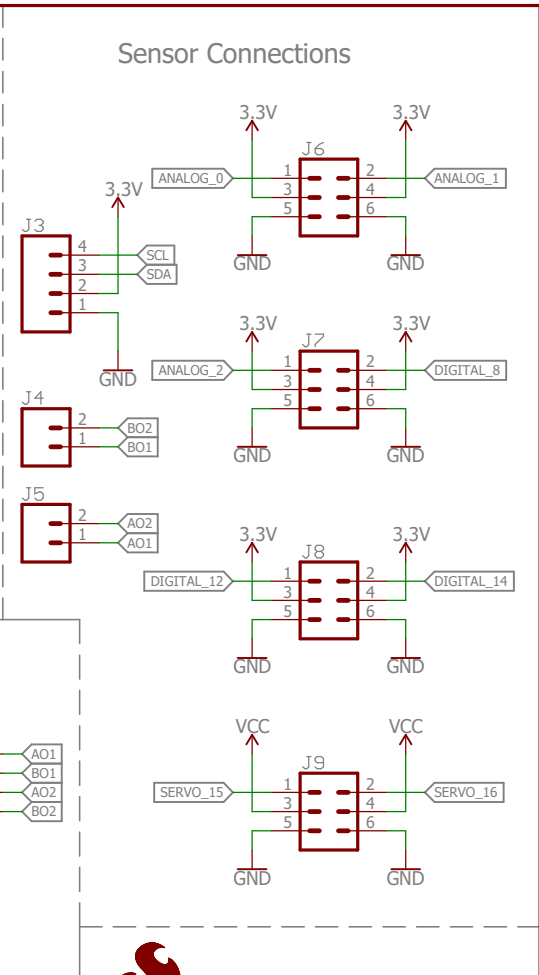 Sensor Connections
3.3V 3.3V
J6
ANALOG_0 1 2 ANALOG_1
3 4
5 6
GND GND
3.3V
J3
4 SCL
3 SDA
2
1
GND
3.3V 3.3V
J7
ANALOG_2 1 2 DIGITAL_8
3 4
5 6
GND GND
J4
2 BO2
1 BO1
J5
2 AO2
1 AO1
3.3V 3.3V
J8
DIGITAL_12 1 2 DIGITAL_14
3 4
5 6
GND GND
VCC VCC
J9
SERVO_15 1 2 SERVO_16
3 4
5 6
GND GND
AO1
BO1
AO2
BO2